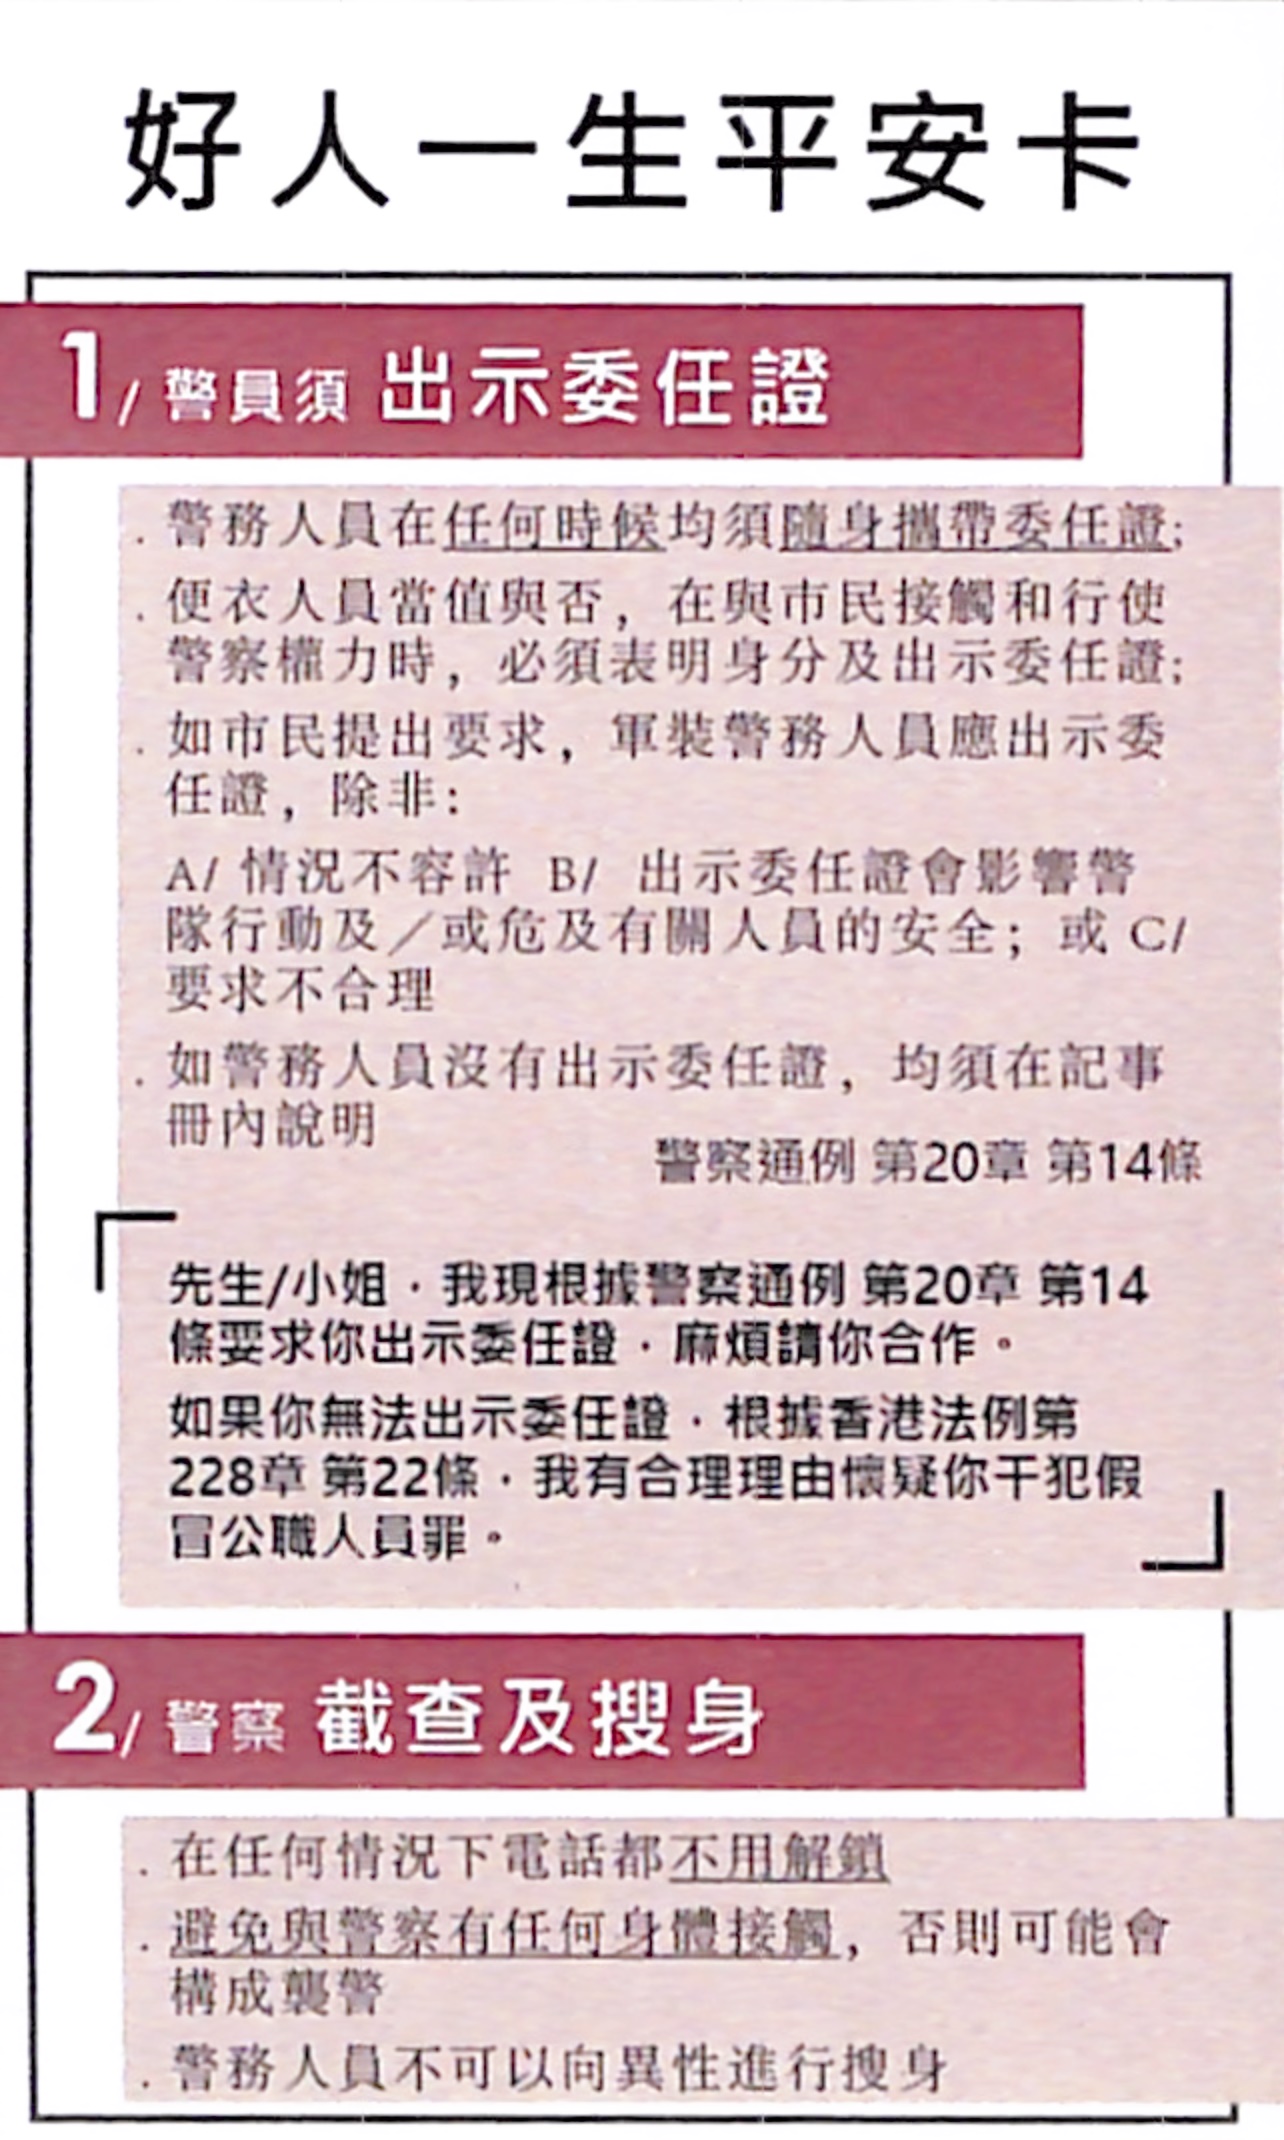 好人一生平安卡
1/ 警員須 出示委任證
. 警務人員在任何時候均須隨身攜帶委任證;
. 便衣人員當值與否，在與市民接觸和行使
警察權力時，必須表明身分及出示委任證;
. 如市民提出要求，軍裝警務人員應出示委
任證，除非:
A/ 情況不容許 B/ 出示委任證會影響警
隊行動及／或危及有關人員的安全；或 C/
要求不合理
. 如警務人員沒有出示委任證，均須在記事
冊內說明
警察通例 第20章 第14條
「先生/小姐，我現根據警察通例 第20章 第14
條要求你出示委任證，麻煩請你合作。
如果你無法出示委任證，根據香港法例第
228章 第22條，我有合理理由懷疑你干犯假
冒公職人員罪。」
2/ 警察 截查及搜身
. 在任何情況下電話都不用解鎖
. 避免與警察有任何身體接觸，否則可能會
構成襲警
. 警務人員不可以向異性進行搜身